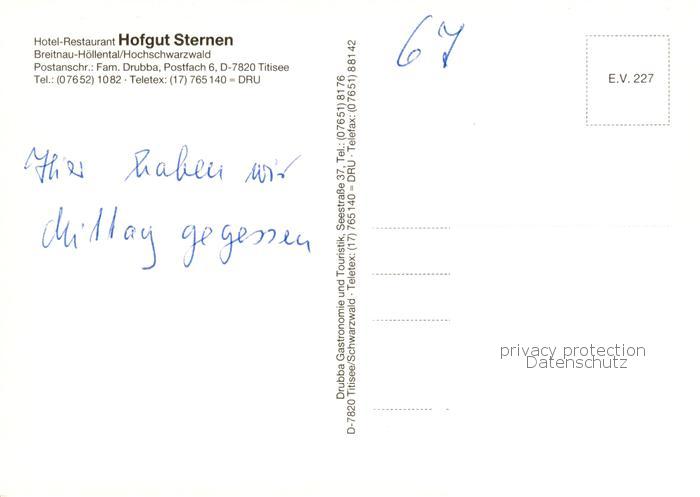 Hotel-Restaurant Hofgut Sternen
Breitnau-Höllental/Hochschwarzwald
Postanschr.: Fam. Drubba, Postfach 6, D-7820 Titisee
Tel.: (07652) 1082 · Teletex: (17) 765140 = DRU
Hier haben wir
Mittag gegessen
Drubba Gastronomie und Touristik, Seestraße 37, Tel.: (07651) 8176
D-7820 Titisee/Schwarzwald · Teletex: (17) 765140 = DRU · Telefax: (07651) 88142
67
E.V. 227
privacy protection
Datenschutz